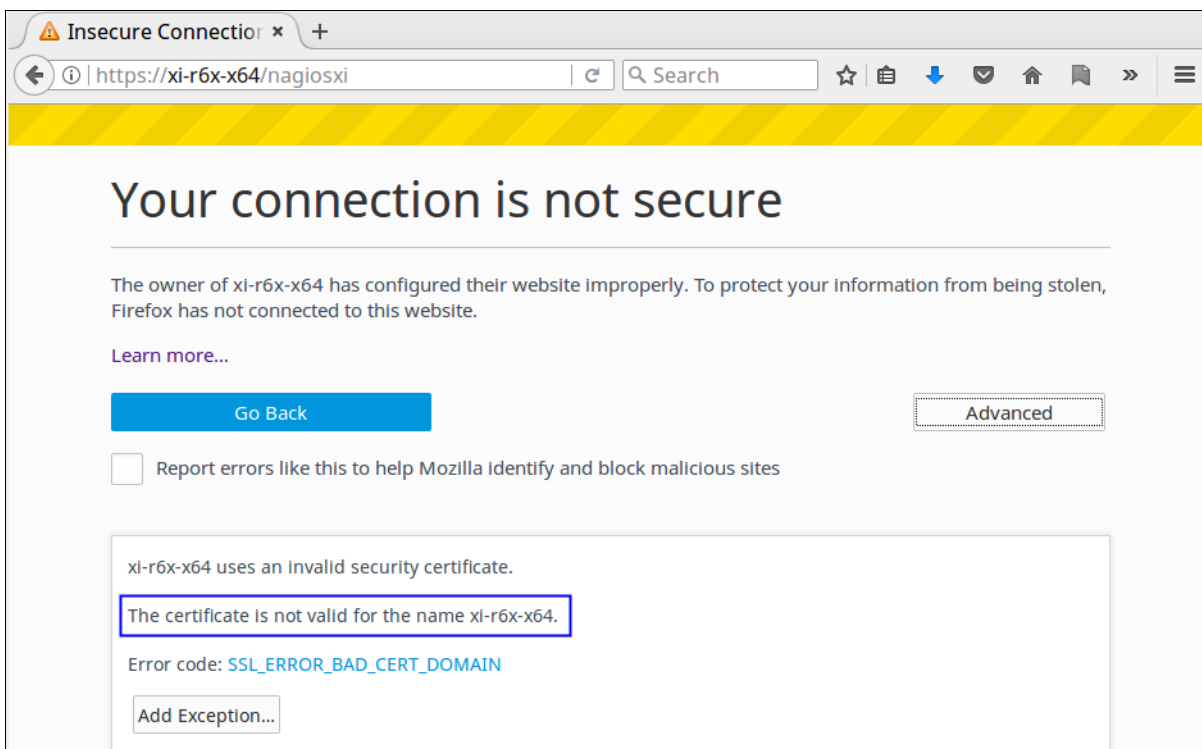 Insecure Connection
https://xi-r6x-x64/nagiosxi
Search
Your connection is not secure
The owner of xi-r6x-x64 has configured their website improperly. To protect your information from being stolen,
Firefox has not connected to this website.
Learn more...
Go Back
Advanced
Report errors like this to help Mozilla identify and block malicious sites
xi-r6x-x64 uses an invalid security certificate.
The certificate is not valid for the name xi-r6x-x64.
Error code: SSL_ERROR_BAD_CERT_DOMAIN
Add Exception...